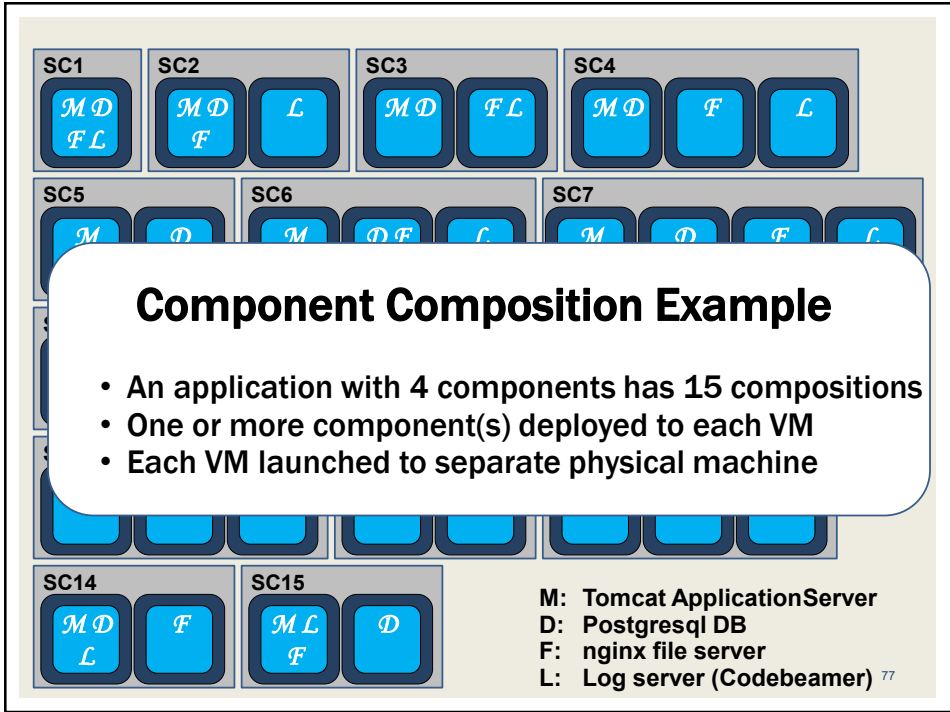 SC1 SC2 SC3 SC4
M D M D L M D F L M D F L
F L F
SC5 SC6 SC7
M D M D F L M D F L
Component Composition Example
• An application with 4 components has 15 compositions
• One or more component(s) deployed to each VM
• Each VM launched to separate physical machine
SC14 SC15
M D F M L D
L F
M: Tomcat ApplicationServer
D: Postgresql DB
F: nginx file server
L: Log server (Codebeamer) 77